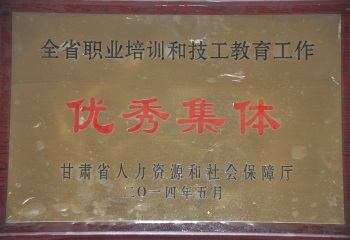 全省职业培训和技工教育工作
优秀集体
甘肃省人力资源和社会保障厅
二〇一四年五月